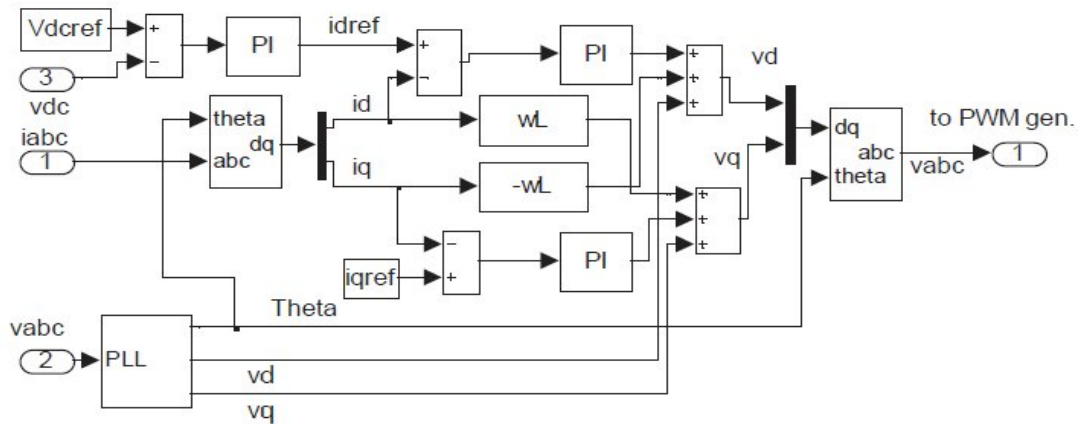 Vdcref
+
−
PI
idref
+
−
PI
+
+
+
vd
3
vdc
iabc
1
theta
abc
dq
id
iq
wL
-wL
vq
dq
abc
theta
to PWM gen.
1
vabc
+
+
+
−
+
iqref
PI
Theta
vabc
2
PLL
vd
vq